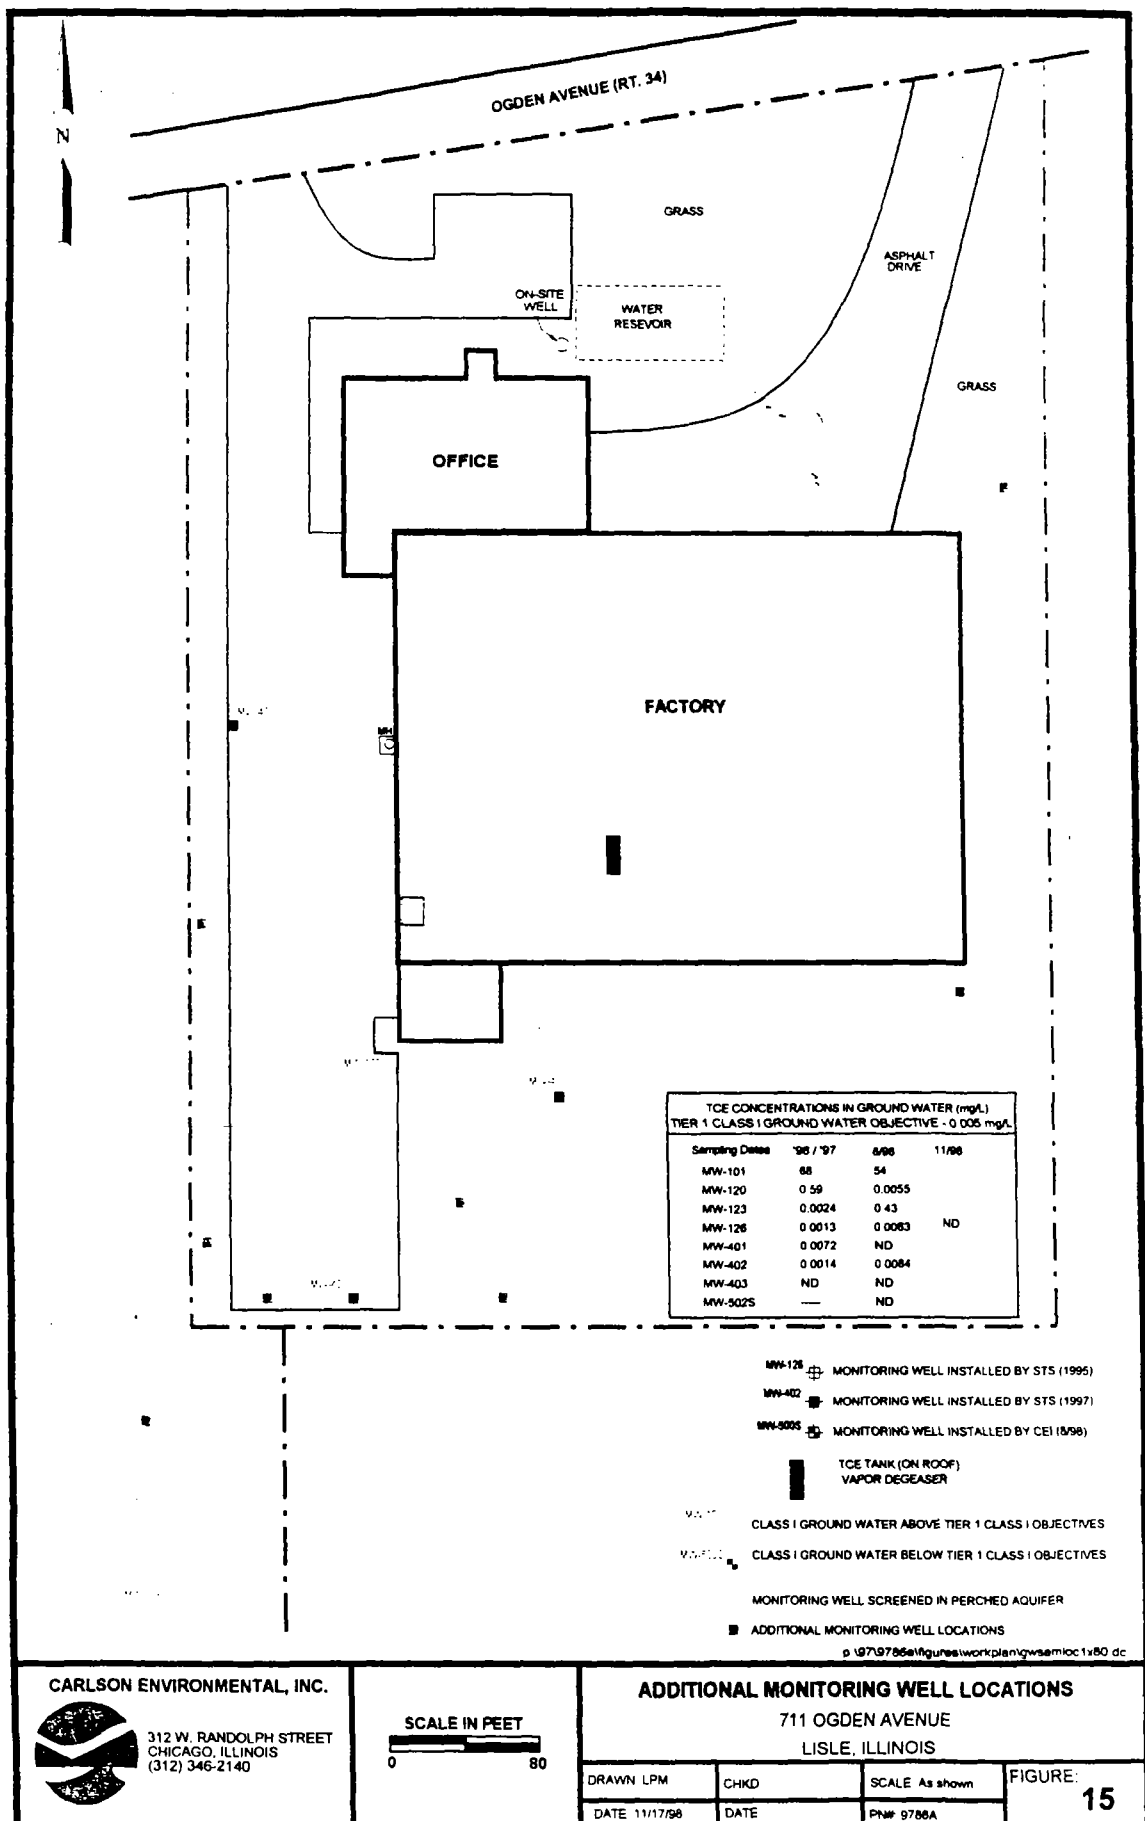 OGDEN AVENUE (RT. 34)
N
GRASS
ASPHALT
DRIVE
ON-SITE
WELL
WATER
RESEVOIR
GRASS
OFFICE
FACTORY
MH
TCE CONCENTRATIONS IN GROUND WATER (mg/L)
TIER 1 CLASS I GROUND WATER OBJECTIVE - 0.005 mg/L
Sampling Dates '96 / '97 8/98 11/98
MW-101 68 54
MW-120 0.59 0.0055
MW-123 0.0024 0.43
MW-126 0.0013 0.0063 ND
MW-401 0.0072 ND
MW-402 0.0014 0.0084
MW-403 ND ND
MW-502S — ND
MW-126 MONITORING WELL INSTALLED BY STS (1995)
MW-402 MONITORING WELL INSTALLED BY STS (1997)
MW-500S MONITORING WELL INSTALLED BY CEI (8/98)
TCE TANK (ON ROOF)
VAPOR DEGEASER
CLASS I GROUND WATER ABOVE TIER 1 CLASS I OBJECTIVES
CLASS I GROUND WATER BELOW TIER 1 CLASS I OBJECTIVES
MONITORING WELL SCREENED IN PERCHED AQUIFER
ADDITIONAL MONITORING WELL LOCATIONS
CARLSON ENVIRONMENTAL, INC.
312 W. RANDOLPH STREET
CHICAGO, ILLINOIS
(312) 346-2140
SCALE IN FEET
0 80
ADDITIONAL MONITORING WELL LOCATIONS
711 OGDEN AVENUE
LISLE, ILLINOIS
DRAWN LPM CHKD SCALE As shown
DATE 11/17/98 DATE PN# 9786A
FIGURE:
15